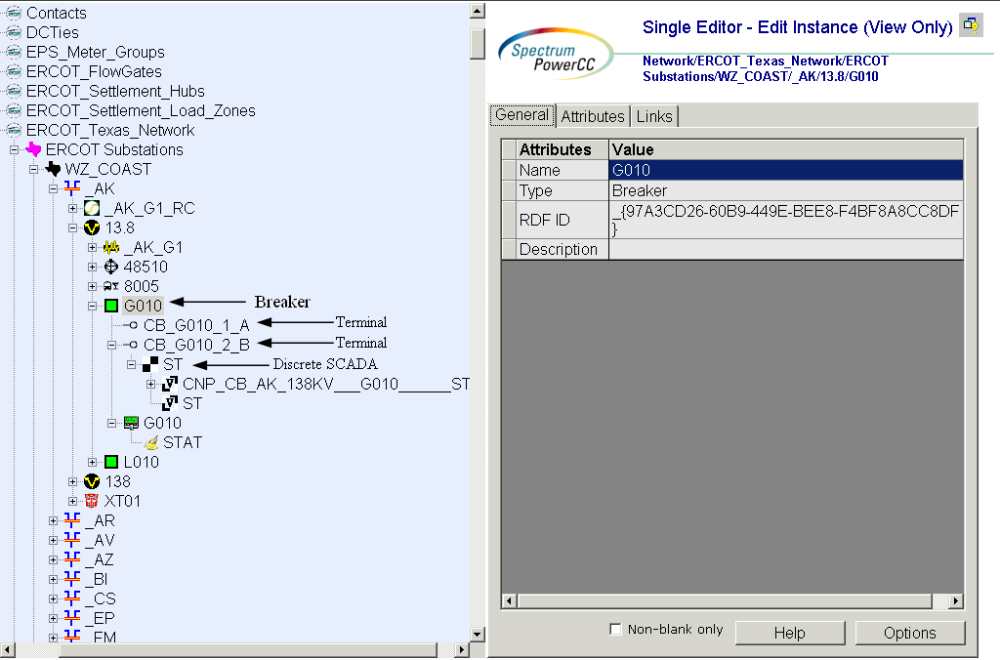 Contacts
DCTies
EPS_Meter_Groups
ERCOT_FlowGates
ERCOT_Settlement_Hubs
ERCOT_Settlement_Load_Zones
ERCOT_Texas_Network
ERCOT Substations
WZ_COAST
_AK
_AK_G1_RC
13.8
_AK_G1
48510
8005
G010 Breaker
CB_G010_1_A Terminal
CB_G010_2_B Terminal
ST Discrete SCADA
CNP_CB_AK_138KV___G010______ST
ST
G010
STAT
L010
138
XT01
_AR
_AV
_AZ
_BI
_CS
_EP
_FM
Spectrum
PowerCC
Single Editor - Edit Instance (View Only)
Network/ERCOT_Texas_Network/ERCOT
Substations/WZ_COAST/_AK/13.8/G010
General Attributes Links
Attributes Value
Name G010
Type Breaker
RDF ID _{97A3CD26-60B9-449E-BEE8-F4BF8A8CC8DF
}
Description
Non-blank only Help Options